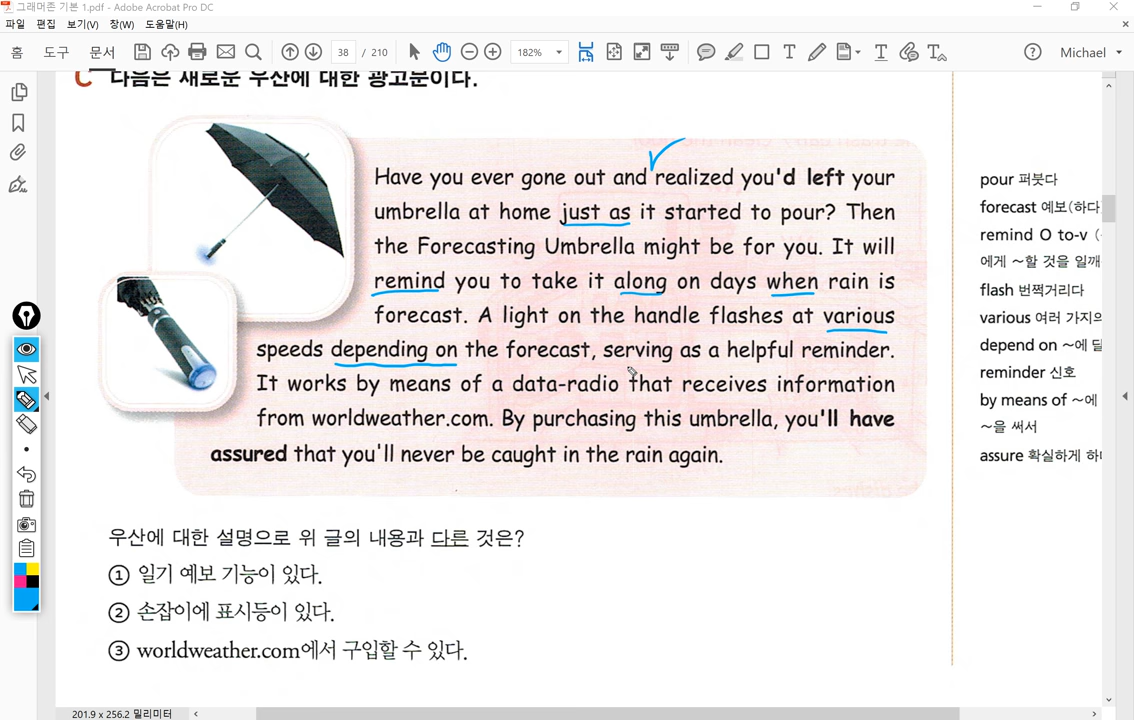 그래머존 기본 1.pdf - Adobe Acrobat Pro DC
파일 편집 보기(V) 창(W) 도움말(H)
홈 도구 문서 38 / 210 182% Michael
C 다음은 새로운 우산에 대한 광고문이다.
Have you ever gone out and realized you'd left your
umbrella at home just as it started to pour? Then
the Forecasting Umbrella might be for you. It will
remind you to take it along on days when rain is
forecast. A light on the handle flashes at various
speeds depending on the forecast, serving as a helpful reminder.
It works by means of a data-radio that receives information
from worldweather.com. By purchasing this umbrella, you'll have
assured that you'll never be caught in the rain again.
pour 퍼붓다
forecast 예보(하다)
remind O to-v (
에게 ~할 것을 일깨
flash 번쩍거리다
various 여러 가지의
depend on ~에 달
reminder 신호
by means of ~에
~을 써서
assure 확실하게 하
우산에 대한 설명으로 위 글의 내용과 다른 것은?
① 일기 예보 기능이 있다.
② 손잡이에 표시등이 있다.
③ worldweather.com에서 구입할 수 있다.
201.9 x 256.2 밀리미터